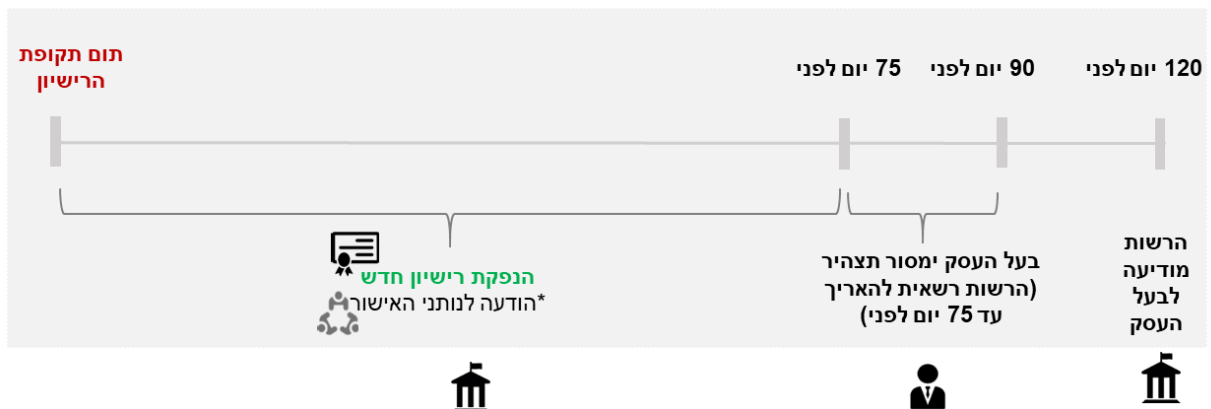 120 יום לפני
90 יום לפני
75 יום לפני
תום תקופת
הרישיון
הרשות
מודיעה
לבעל
העסק
בעל העסק ימסור תצהיר
(הרשות רשאית להאריך
עד 75 יום לפני)
הנפקת רישיון חדש
*הודעה לנותני האישור